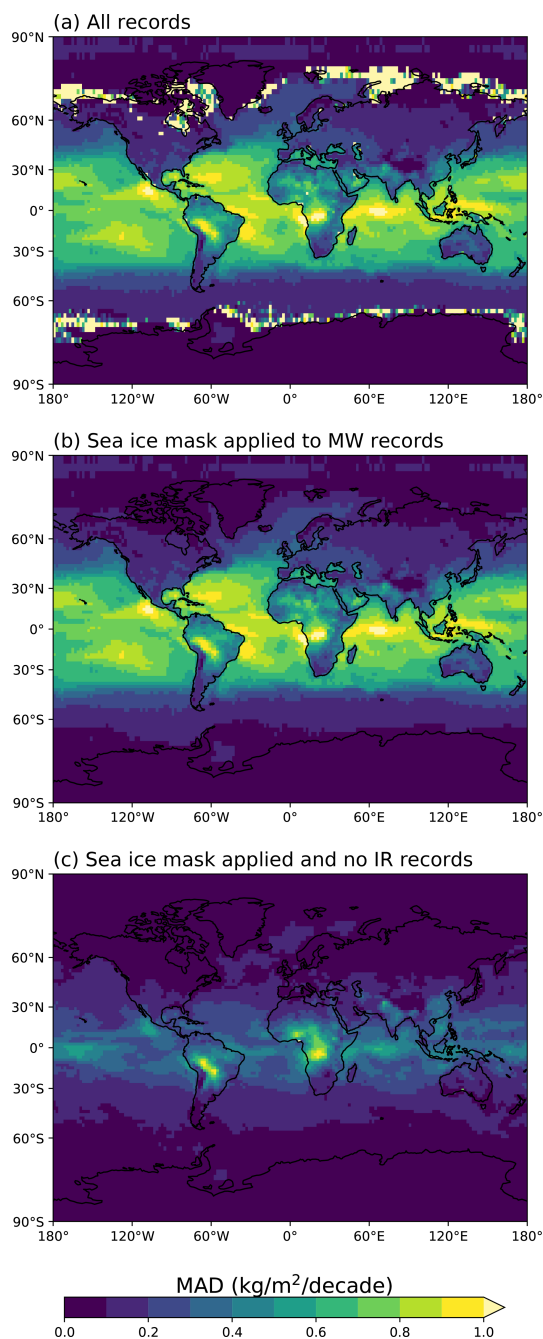 (a) All records
90°N
60°N
30°N
0°
30°S
60°S
90°S
180° 120°W 60°W 0° 60°E 120°E 180°
(b) Sea ice mask applied to MW records
90°N
60°N
30°N
0°
30°S
60°S
90°S
180° 120°W 60°W 0° 60°E 120°E 180°
(c) Sea ice mask applied and no IR records
90°N
60°N
30°N
0°
30°S
60°S
90°S
180° 120°W 60°W 0° 60°E 120°E 180°
MAD (kg/m²/decade)
0.0 0.2 0.4 0.6 0.8 1.0